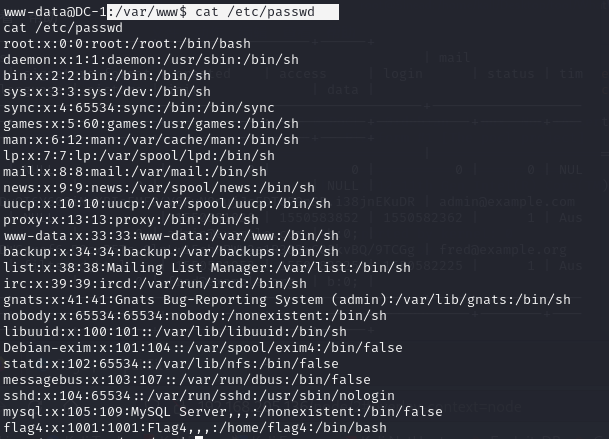 www-data@DC-1:/var/www$ cat /etc/passwd
cat /etc/passwd
root:x:0:0:root:/root:/bin/bash
daemon:x:1:1:daemon:/usr/sbin:/bin/sh
bin:x:2:2:bin:/bin:/bin/sh
sys:x:3:3:sys:/dev:/bin/sh
sync:x:4:65534:sync:/bin:/bin/sync
games:x:5:60:games:/usr/games:/bin/sh
man:x:6:12:man:/var/cache/man:/bin/sh
lp:x:7:7:lp:/var/spool/lpd:/bin/sh
mail:x:8:8:mail:/var/mail:/bin/sh
news:x:9:9:news:/var/spool/news:/bin/sh
uucp:x:10:10:uucp:/var/spool/uucp:/bin/sh
proxy:x:13:13:proxy:/bin:/bin/sh
www-data:x:33:33:www-data:/var/www:/bin/sh
backup:x:34:34:backup:/var/backups:/bin/sh
list:x:38:38:Mailing List Manager:/var/list:/bin/sh
irc:x:39:39:ircd:/var/run/ircd:/bin/sh
gnats:x:41:41:Gnats Bug-Reporting System (admin):/var/lib/gnats:/bin/sh
nobody:x:65534:65534:nobody:/nonexistent:/bin/sh
libuuid:x:100:101::/var/lib/libuuid:/bin/sh
Debian-exim:x:101:104::/var/spool/exim4:/bin/false
statd:x:102:65534::/var/lib/nfs:/bin/false
messagebus:x:103:107::/var/run/dbus:/bin/false
sshd:x:104:65534::/var/run/sshd:/usr/sbin/nologin
mysql:x:105:109:MySQL Server,,,:/nonexistent:/bin/false
flag4:x:1001:1001:Flag4,,,:/home/flag4:/bin/bash